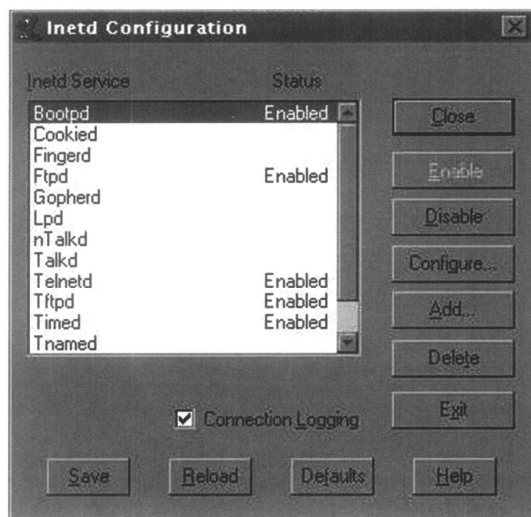 Inetd Configuration
Inetd Service Status
Bootpd Enabled
Cookied
Fingerd
Ftpd Enabled
Gopherd
Lpd
nTalkd
Talkd
Telnetd Enabled
Tftpd Enabled
Timed Enabled
Tnamed
Close
Enable
Disable
Configure...
Add...
Delete
Exit
Connection Logging
Save Reload Defaults Help